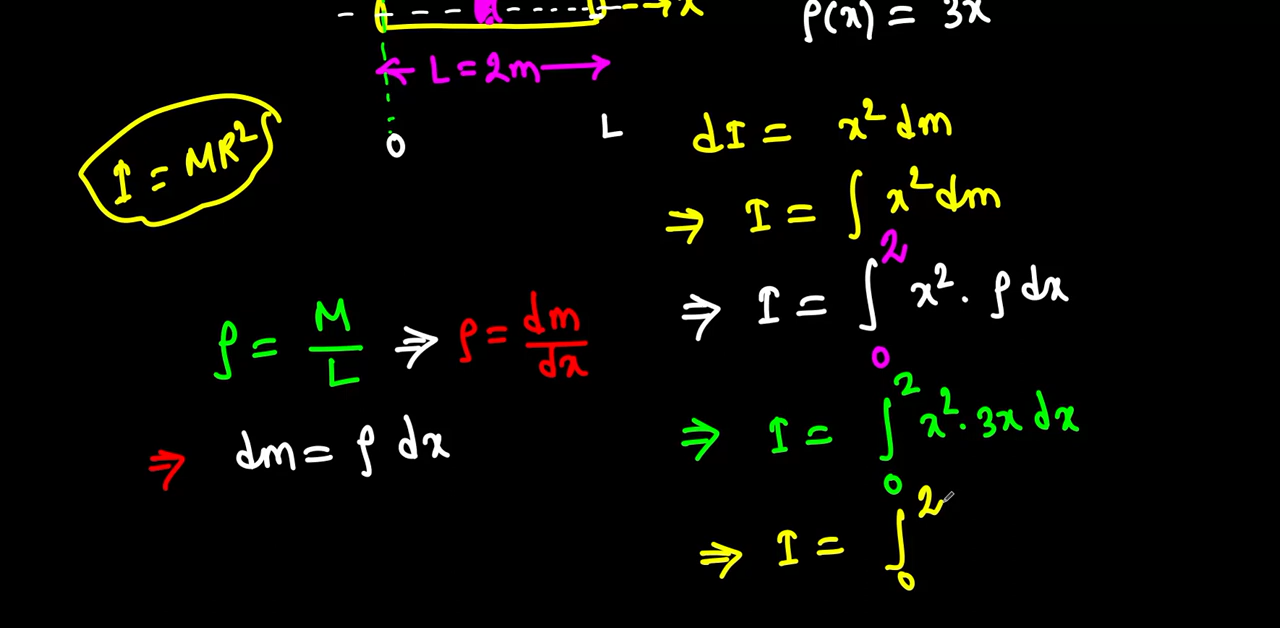 x
ρ(x) = 3x
L = 2m
O
L
I = MR²
dI = x² dm
⇒ I = ∫ x² dm
⇒ I = ∫₀² x² · ρ dx
ρ = M/L ⇒ ρ = dm/dx
⇒ I = ∫₀² x² · 3x dx
⇒ dm = ρ dx
⇒ I = ∫₀²